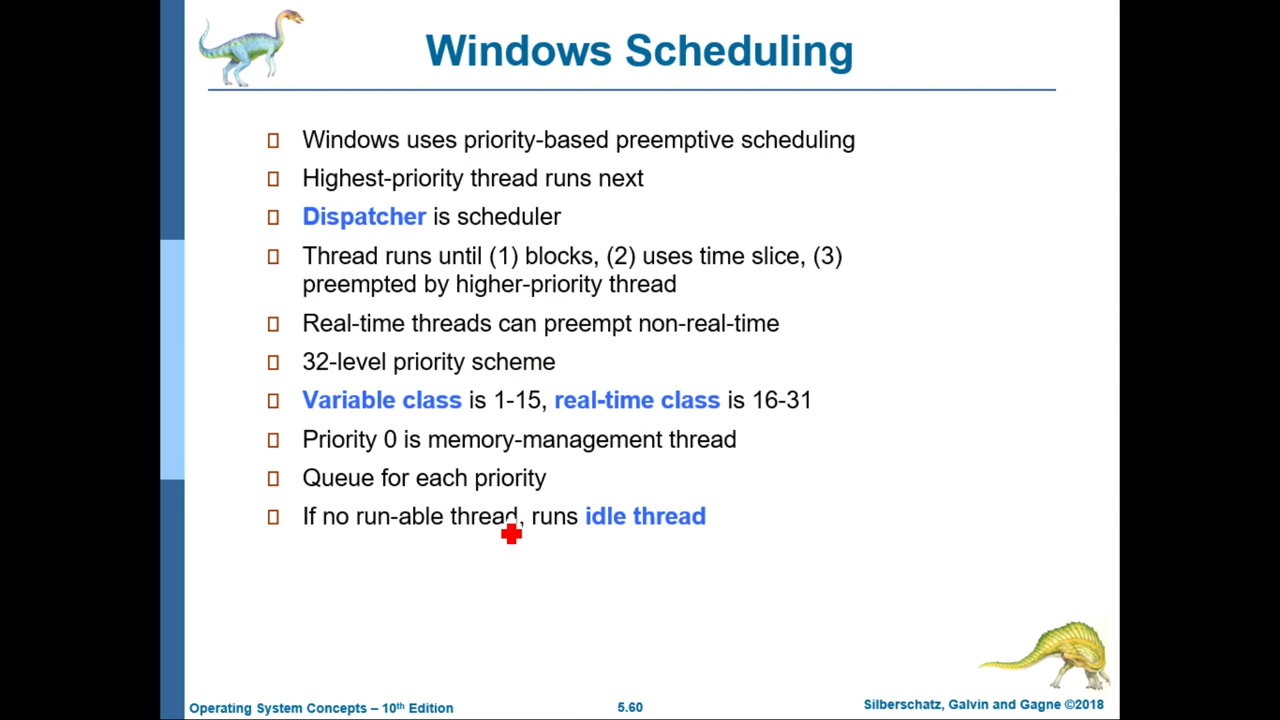 Windows Scheduling
Windows uses priority-based preemptive scheduling
Highest-priority thread runs next
Dispatcher is scheduler
Thread runs until (1) blocks, (2) uses time slice, (3)
preempted by higher-priority thread
Real-time threads can preempt non-real-time
32-level priority scheme
Variable class is 1-15, real-time class is 16-31
Priority 0 is memory-management thread
Queue for each priority
If no run-able thread, runs idle thread
Operating System Concepts – 10th Edition
5.60
Silberschatz, Galvin and Gagne ©2018